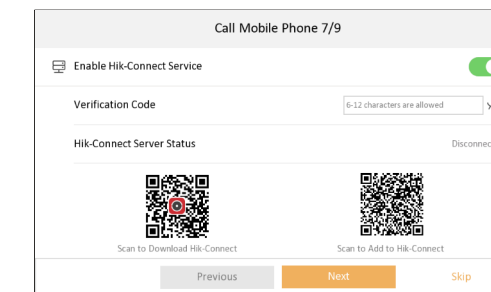 Call Mobile Phone 7/9
Enable Hik-Connect Service
Verification Code
6-12 characters are allowed
Hik-Connect Server Status
Disconnec
Scan to Download Hik-Connect
Scan to Add to Hik-Connect
Previous
Next
Skip